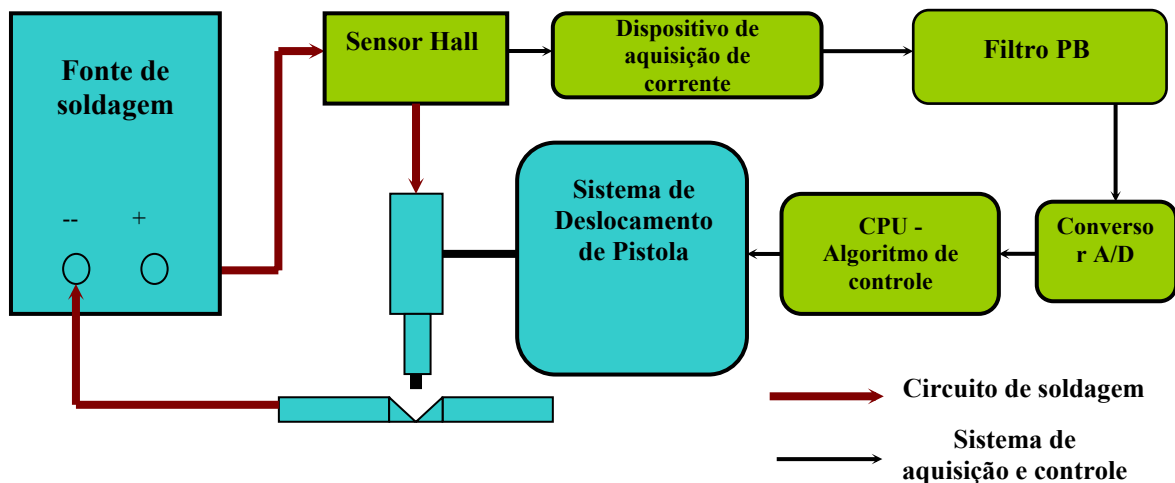 Fonte de
soldagem
--
+
Sensor Hall
Dispositivo de
aquisição de
corrente
Filtro PB
Sistema de
Deslocamento
de Pistola
CPU -
Algoritmo de
controle
Converso
r A/D
Circuito de soldagem
Sistema de
aquisição e controle